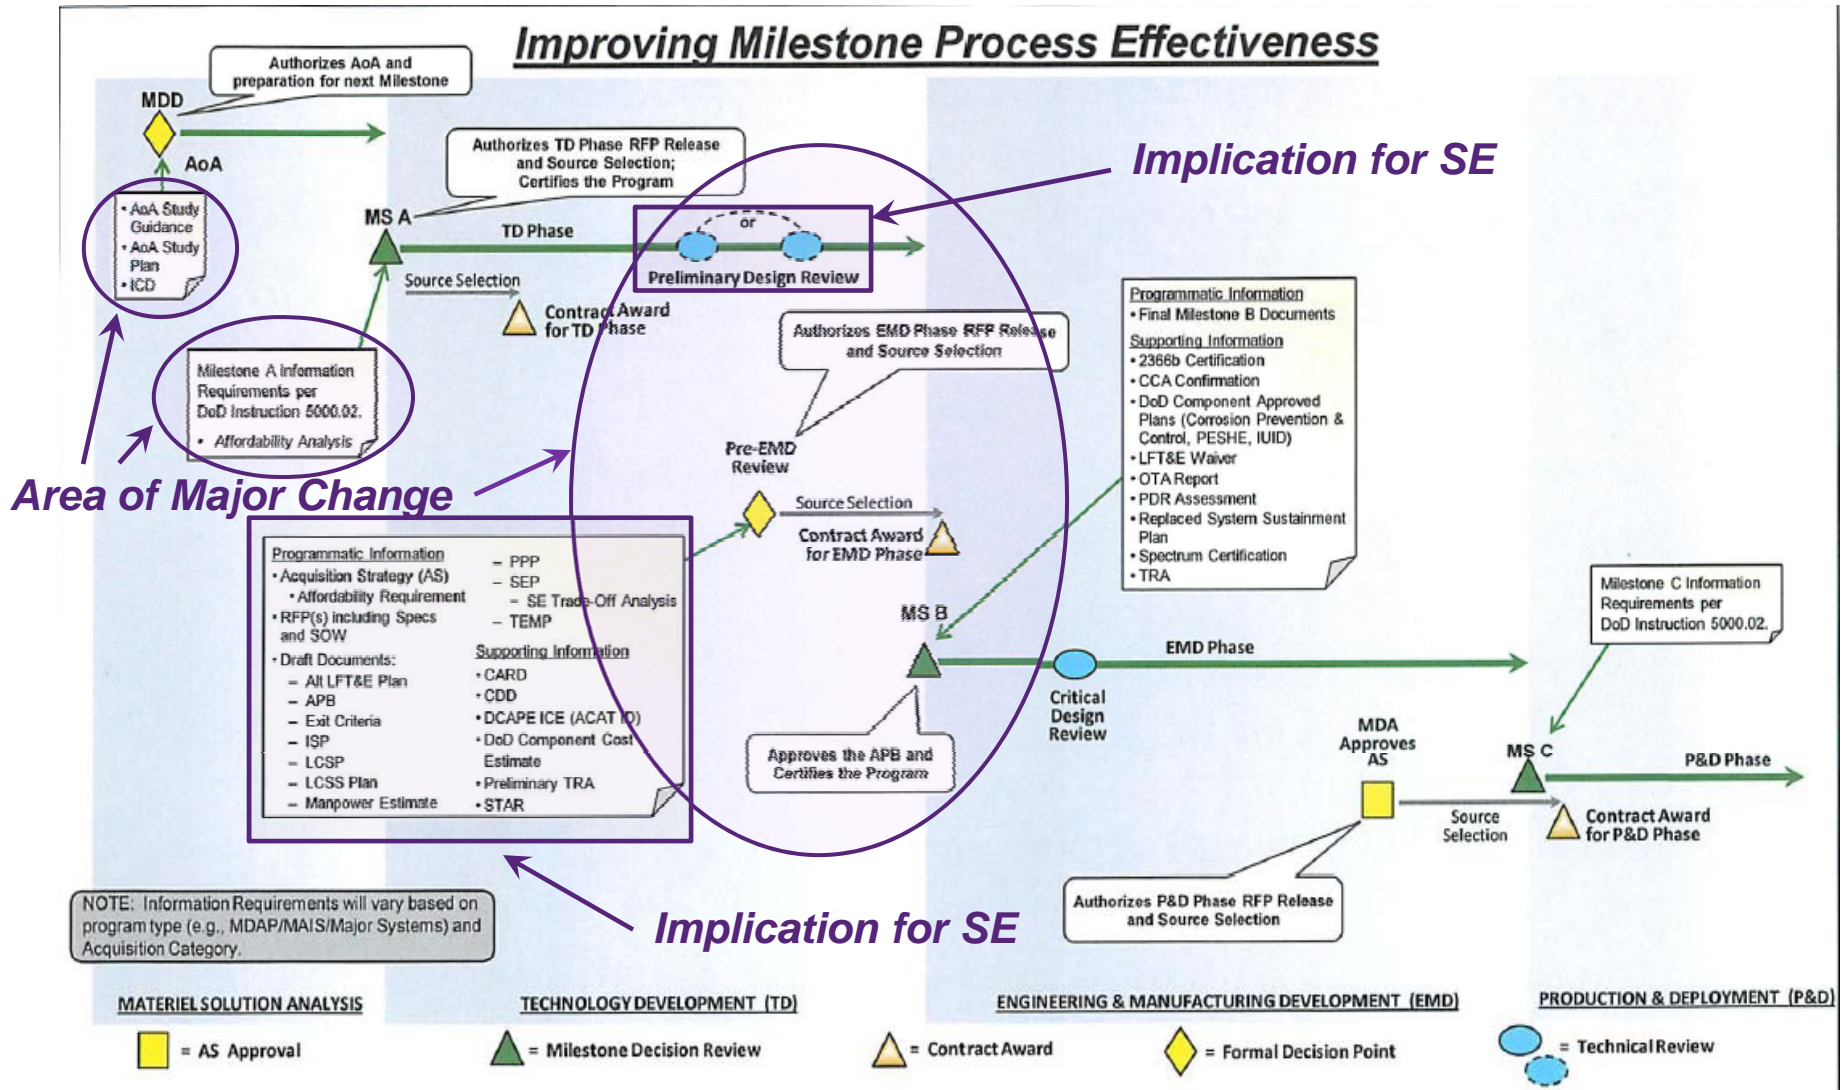 Improving Milestone Process Effectiveness
Authorizes AoA and
preparation for next Milestone
MDD
AoA
• AoA Study
Guidance
• AoA Study
Plan
• ICD
Authorizes TD Phase RFP Release
and Source Selection;
Certifies the Program
Implication for SE
MS A
TD Phase
or
Preliminary Design Review
Source Selection
Contract Award
for TD Phase
Milestone A Information
Requirements per
DoD Instruction 5000.02.
• Affordability Analysis
Area of Major Change
Authorizes EMD Phase RFP Release
and Source Selection
Pre-EMD
Review
Source Selection
Contract Award
for EMD Phase
Programmatic Information
• Final Milestone B Documents
Supporting Information
• 2366b Certification
• CCA Confirmation
• DoD Component Approved
Plans (Corrosion Prevention &
Control, PESHE, IUID)
• LFT&E Waiver
• OTA Report
• PDR Assessment
• Replaced System Sustainment
Plan
• Spectrum Certification
• TRA
Programmatic Information
• Acquisition Strategy (AS)
• Affordability Requirement
• RFP(s) including Specs
and SOW
• Draft Documents:
– Alt LFT&E Plan
– APB
– Exit Criteria
– ISP
– LCSP
– LCSS Plan
– Manpower Estimate
– PPP
– SEP
– SE Trade-Off Analysis
– TEMP
Supporting Information
• CARD
• CDD
• DCAPE ICE (ACAT ID)
• DoD Component Cost
Estimate
• Preliminary TRA
• STAR
MS B
EMD Phase
Critical
Design
Review
Approves the APB and
Certifies the Program
Milestone C Information
Requirements per
DoD Instruction 5000.02.
MDA
Approves
AS
MS C
P&D Phase
Source
Selection
Contract Award
for P&D Phase
Authorizes P&D Phase RFP Release
and Source Selection
Implication for SE
NOTE: Information Requirements will vary based on
program type (e.g., MDAP/MAIS/Major Systems) and
Acquisition Category.
MATERIEL SOLUTION ANALYSIS
TECHNOLOGY DEVELOPMENT (TD)
ENGINEERING & MANUFACTURING DEVELOPMENT (EMD)
PRODUCTION & DEPLOYMENT (P&D)
= AS Approval
= Milestone Decision Review
= Contract Award
= Formal Decision Point
= Technical Review